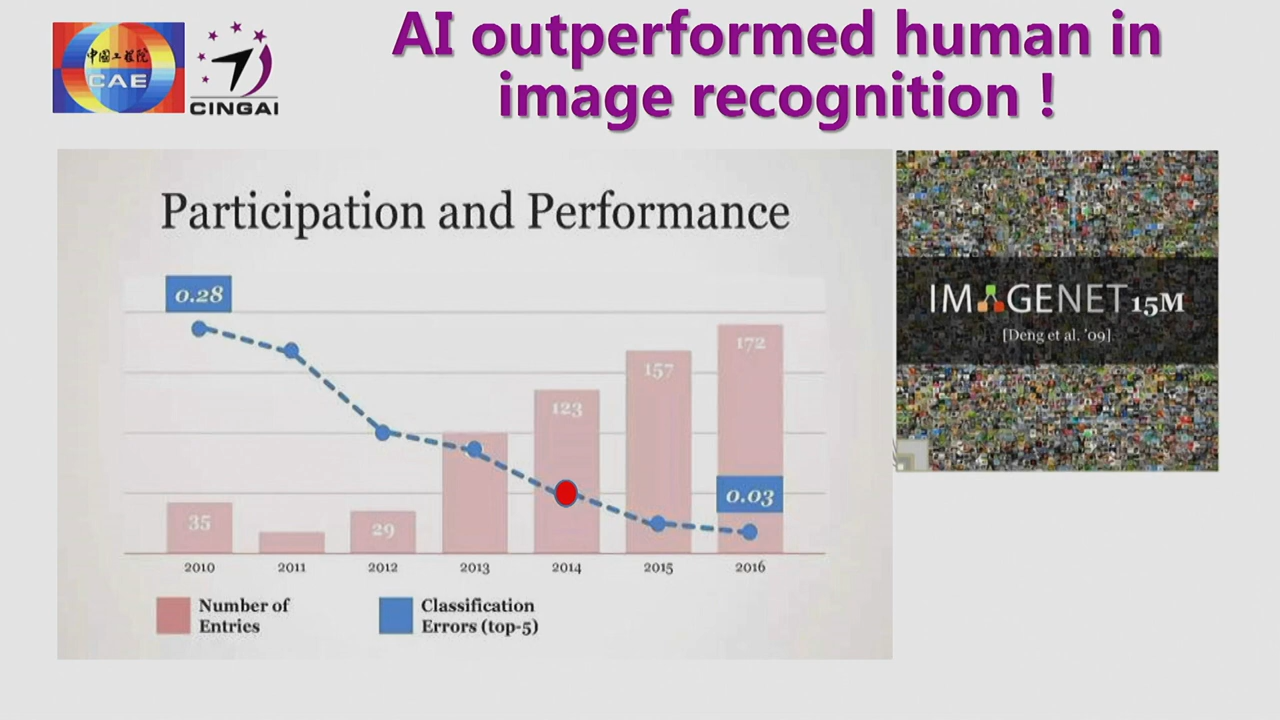 中国工程院
CAE
CINGAI
AI outperformed human in
image recognition !
Participation and Performance
0.28
35
29
123
157
172
0.03
2010 2011 2012 2013 2014 2015 2016
Number of
Entries
Classification
Errors (top-5)
IMAGENET 15M
[Deng et al. '09]